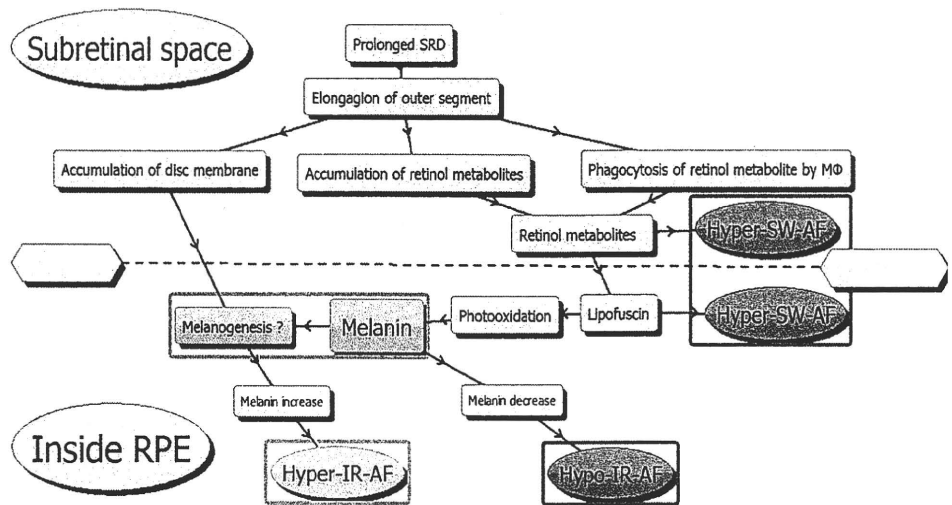 Subretinal space
Prolonged SRD
Elongagion of outer segment
Accumulation of disc membrane
Accumulation of retinol metabolites
Phagocytosis of retinol metabolite by MΦ
Retinol metabolites
Hyper-SW-AF
Melanogenesis ?
Melanin
Photooxidation
Lipofuscin
Hyper-SW-AF
Melanin increase
Melanin decrease
Inside RPE
Hyper-IR-AF
Hypo-IR-AF